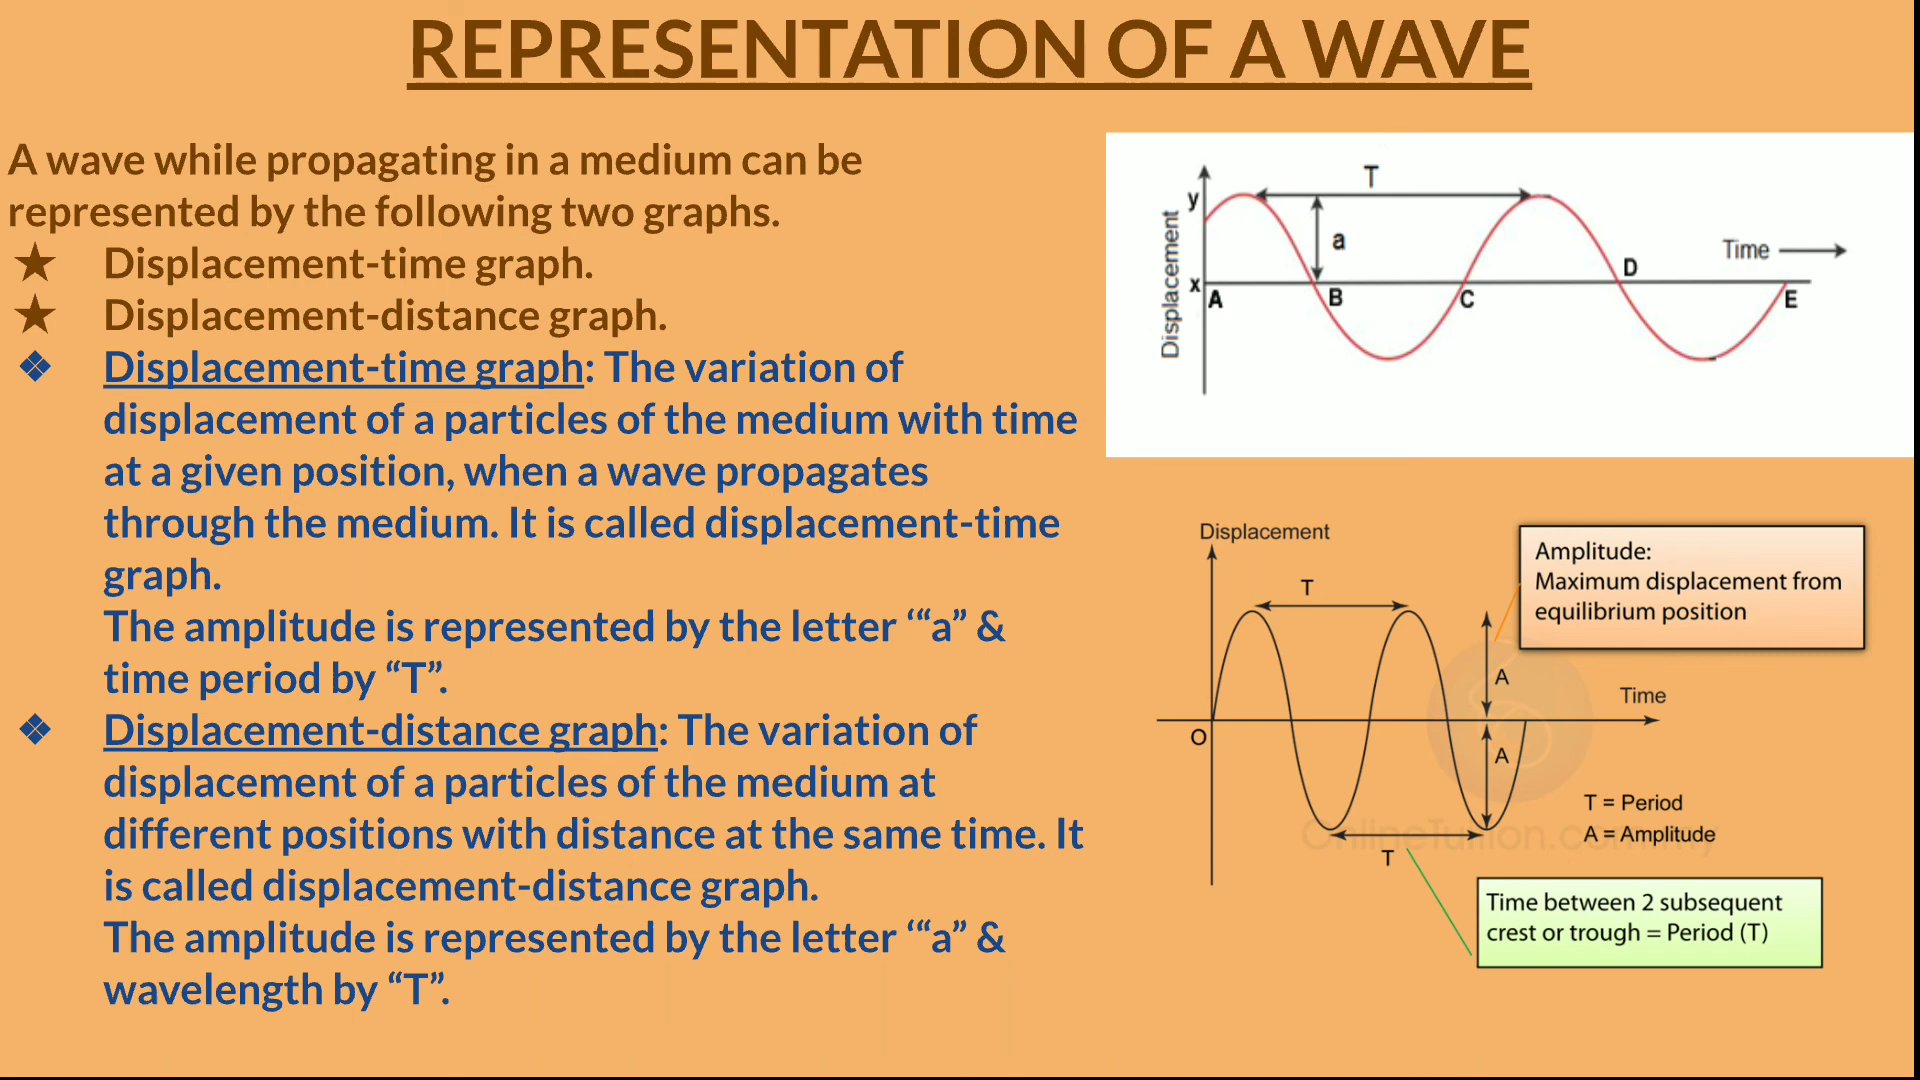 REPRESENTATION OF A WAVE
A wave while propagating in a medium can be
represented by the following two graphs.
★ Displacement-time graph.
★ Displacement-distance graph.
❖ Displacement-time graph: The variation of
displacement of a particles of the medium with time
at a given position, when a wave propagates
through the medium. It is called displacement-time
graph.
The amplitude is represented by the letter ‘“a” &
time period by “T”.
❖ Displacement-distance graph: The variation of
displacement of a particles of the medium at
different positions with distance at the same time. It
is called displacement-distance graph.
The amplitude is represented by the letter ‘“a” &
wavelength by “T”.
T
y
a
Displacement
Time
D
x
A B C E
Displacement
Amplitude:
Maximum displacement from
equilibrium position
T
A
Time
O
A
T = Period
A = Amplitude
OnlineTuition.com.my
T
Time between 2 subsequent
crest or trough = Period (T)